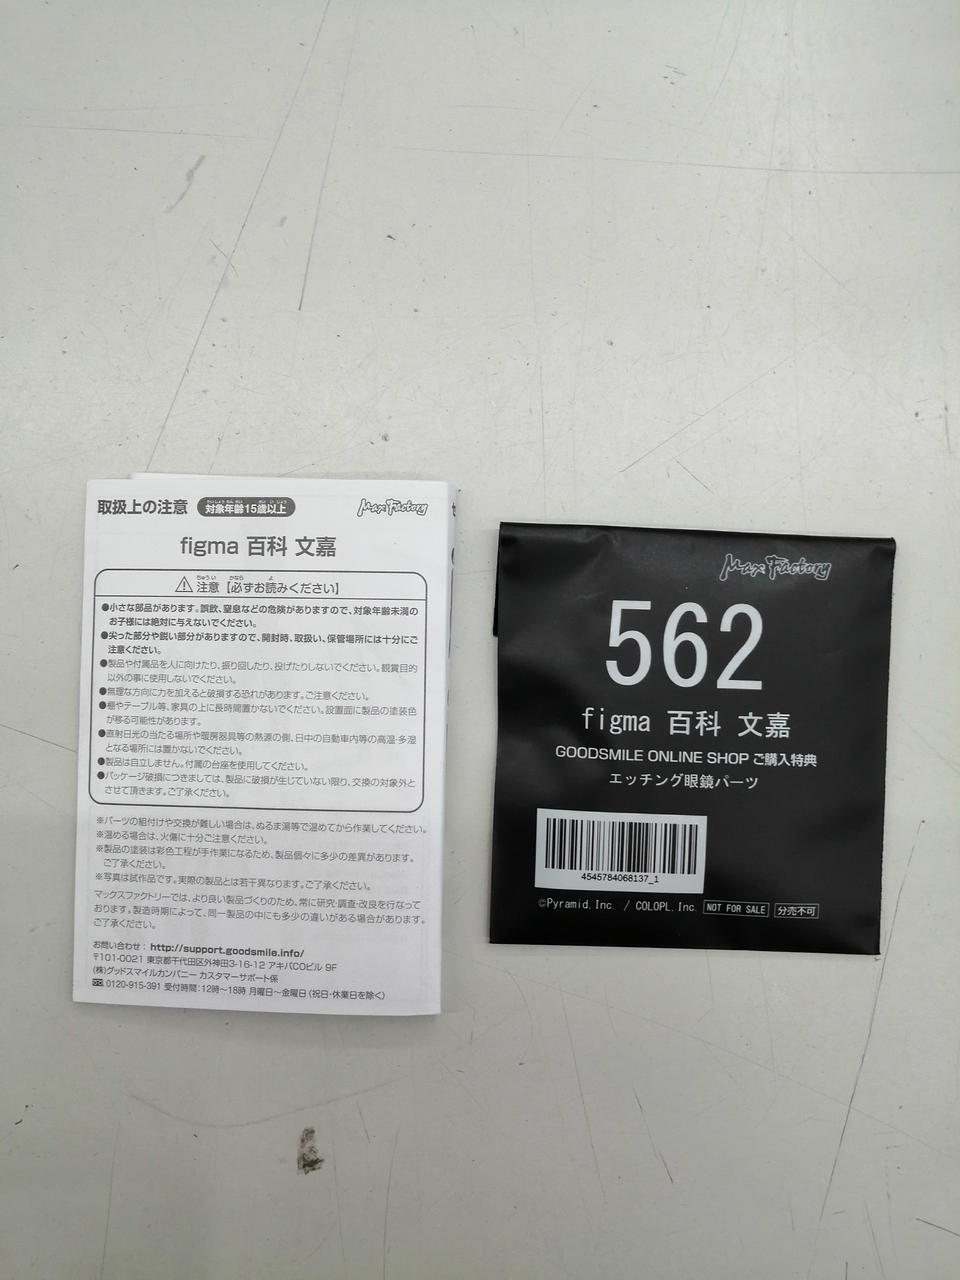 取扱上の注意 対象年齢15歳以上 Max Factory
figma 百科 文嘉
注意【必ずお読みください】
●小さな部品があります。誤飲、窒息などの危険がありますので、対象年齢未満の
お子様には絶対に与えないでください。
●尖った部分や鋭い部分がありますので、開封時、取扱い、保管場所には十分にご
注意ください。
●製品や付属品を人に向けたり、振り回したり、投げたりしないでください。観賞目的
以外の事に使用しないでください。
●無理な方向に力を加えると破損する恐れがあります。ご注意ください。
●棚やテーブル等、家具の上に長時間置かないでください。設置面に製品の塗装色
が移る可能性があります。
●直射日光の当たる場所や暖房器具等の熱源の側、日中の自動車内等の高温・多湿
となる場所には置かないでください。
●製品は自立しません。付属の台座を使用してください。
●パッケージ破損につきましては、製品に破損が生じていない限り、交換の対象外と
させて頂きます。ご了承ください。
※パーツの組付けや交換が難しい場合は、ぬるま湯等で温めてから作業してください。
※温める場合は、火傷に十分ご注意ください。
※製品の塗装は彩色工程が手作業になるため、製品個々に多少の差異があります。
ご了承ください。
※写真は試作品です。実際の製品とは若干異なります。ご了承ください。
マックスファクトリーでは、より良い製品づくりのため、常に研究・調査・改良を行なって
おります。製造時期によって、同一製品の中にも多少の違いがある場合があります。
ご了承ください。
お問い合わせ：http://support.goodsmile.info/
〒101-0021 東京都千代田区外神田3-16-12 アキバCOビル 9F
(株)グッドスマイルカンパニー カスタマーサポート係
0120-915-391 受付時間：12時～18時 月曜日～金曜日(祝日・休業日を除く)
Max Factory
562
figma 百科 文嘉
GOODSMILE ONLINE SHOP ご購入特典
エッチング眼鏡パーツ
4545784068137_1
©Pyramid,Inc. / COLOPL,Inc. NOT FOR SALE 分売不可